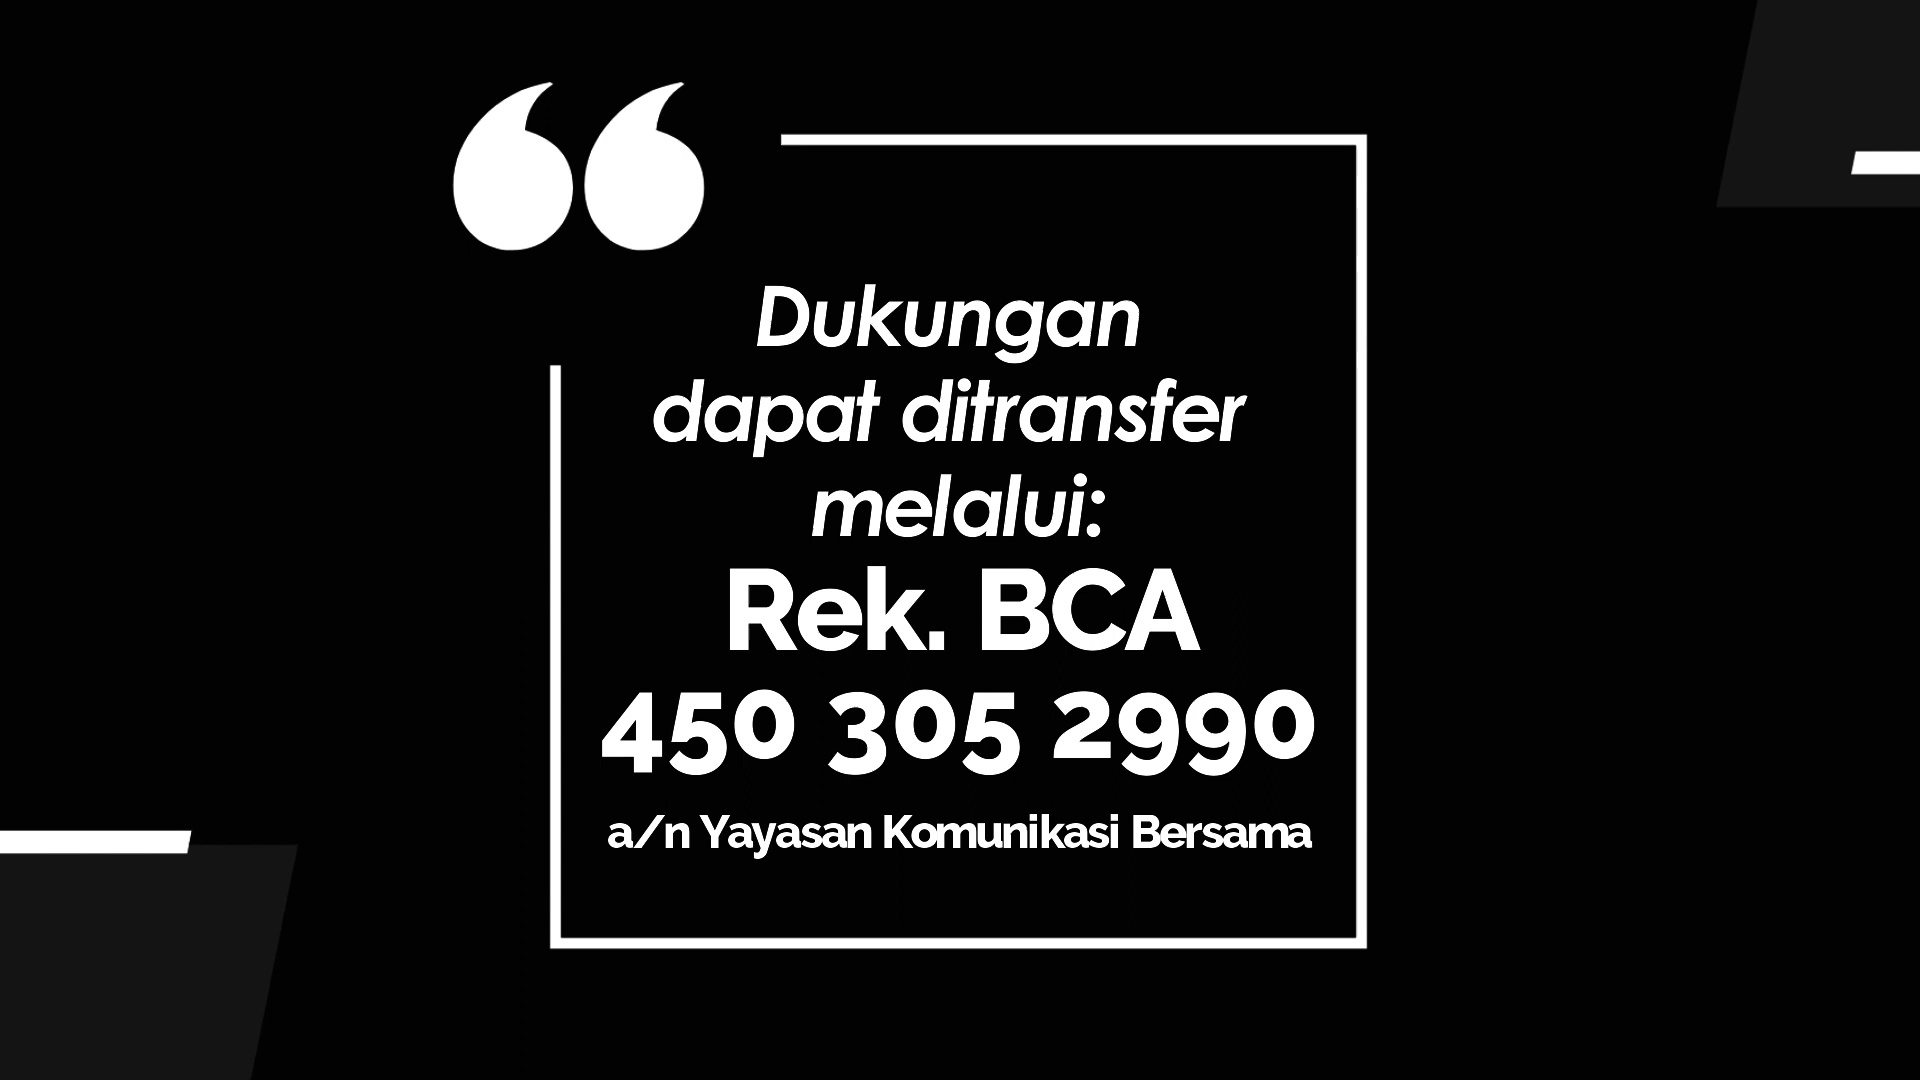 Dukungan
dapat ditransfer
melalui:
Rek. BCA
450 305 2990
a/n Yayasan Komunikasi Bersama